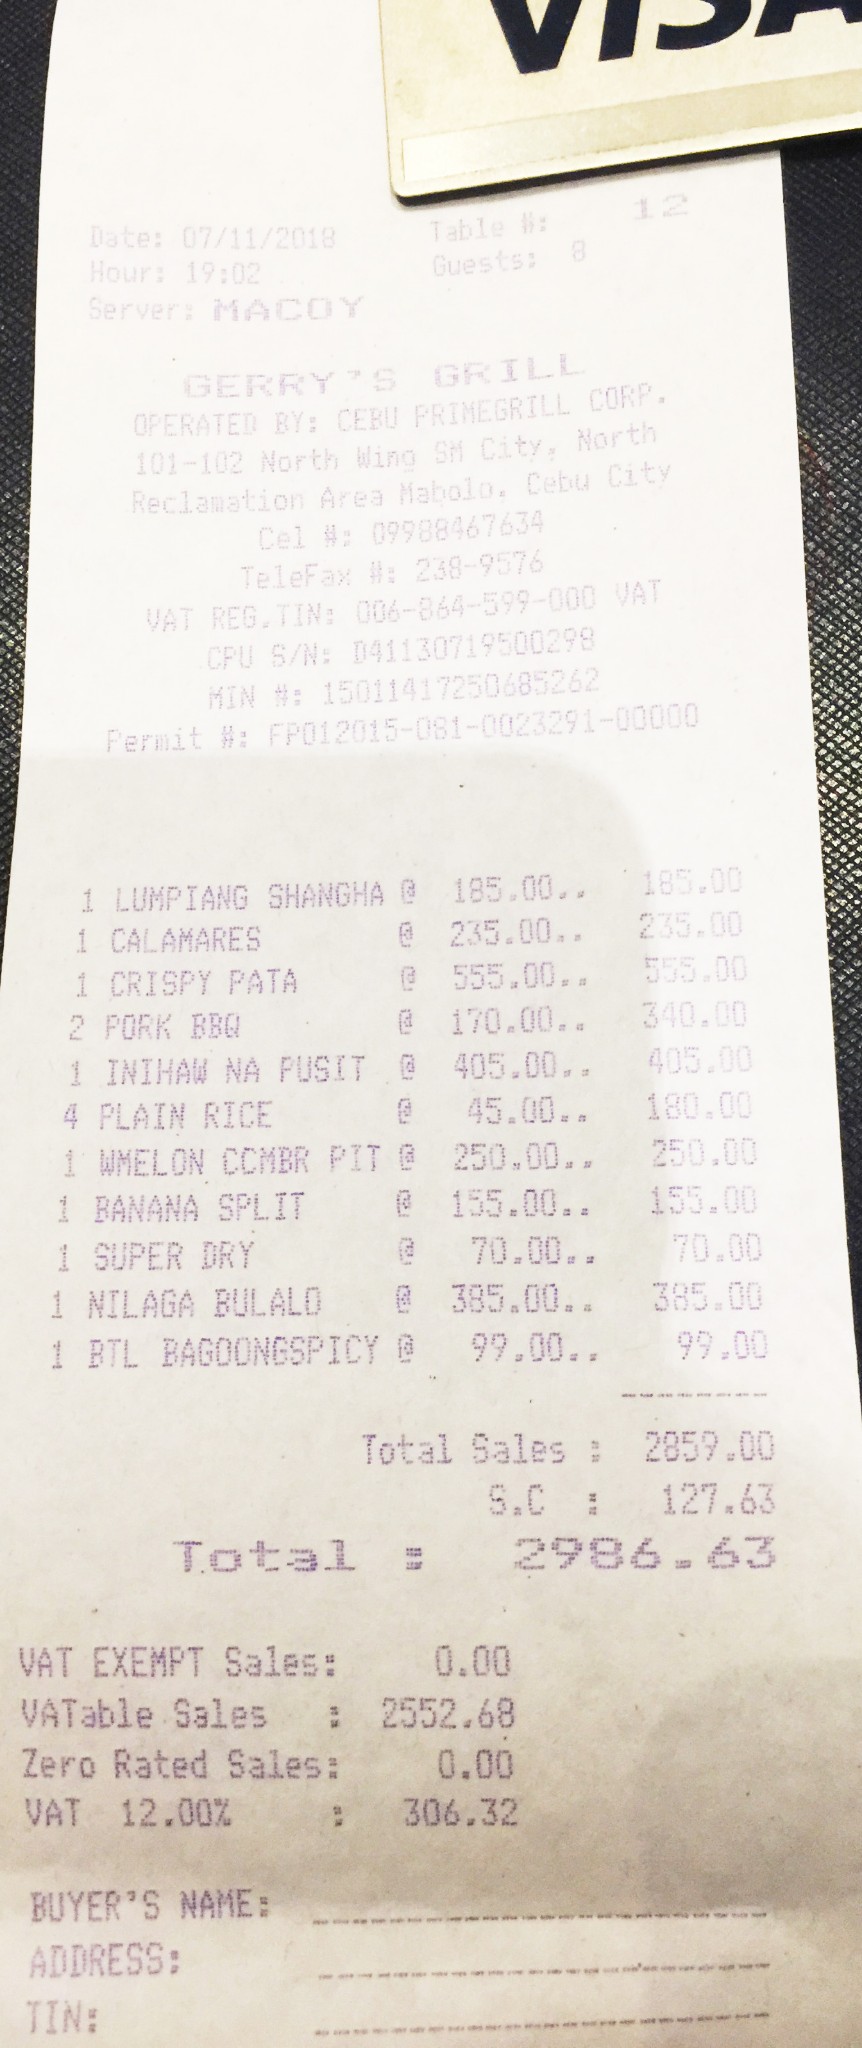 VISA
Date: 07/11/2018 Table #: 12
Hour: 19:02 Guests: 8
Server: MACOY
GERRY'S GRILL
OPERATED BY: CEBU PRIMEGRILL CORP.
101-102 North Wing SM City, North
Reclamation Area Mabolo. Cebu City
Cel #: 09988467634
TeleFax #: 238-9576
VAT REG.TIN: 006-864-599-000 VAT
CPU S/N: D41130719500298
MIN #: 15011417250685262
Permit #: FP012015-081-0023291-00000
1 LUMPIANG SHANGHA @ 185.00.. 185.00
1 CALAMARES @ 235.00.. 235.00
1 CRISPY PATA @ 555.00.. 555.00
2 PORK BBQ @ 170.00.. 340.00
1 INIHAW NA PUSIT @ 405.00.. 405.00
4 PLAIN RICE @ 45.00.. 180.00
1 WMELON CCMBR PIT @ 250.00.. 250.00
1 BANANA SPLIT @ 155.00.. 155.00
1 SUPER DRY @ 70.00.. 70.00
1 NILAGA BULALO @ 385.00.. 385.00
1 BTL BAGOONGSPICY @ 99.00.. 99.00
Total Sales : 2859.00
S.C : 127.63
Total : 2986.63
VAT EXEMPT Sales: 0.00
VATable Sales : 2552.68
Zero Rated Sales: 0.00
VAT 12.00% : 306.32
BUYER'S NAME:
ADDRESS:
TIN: